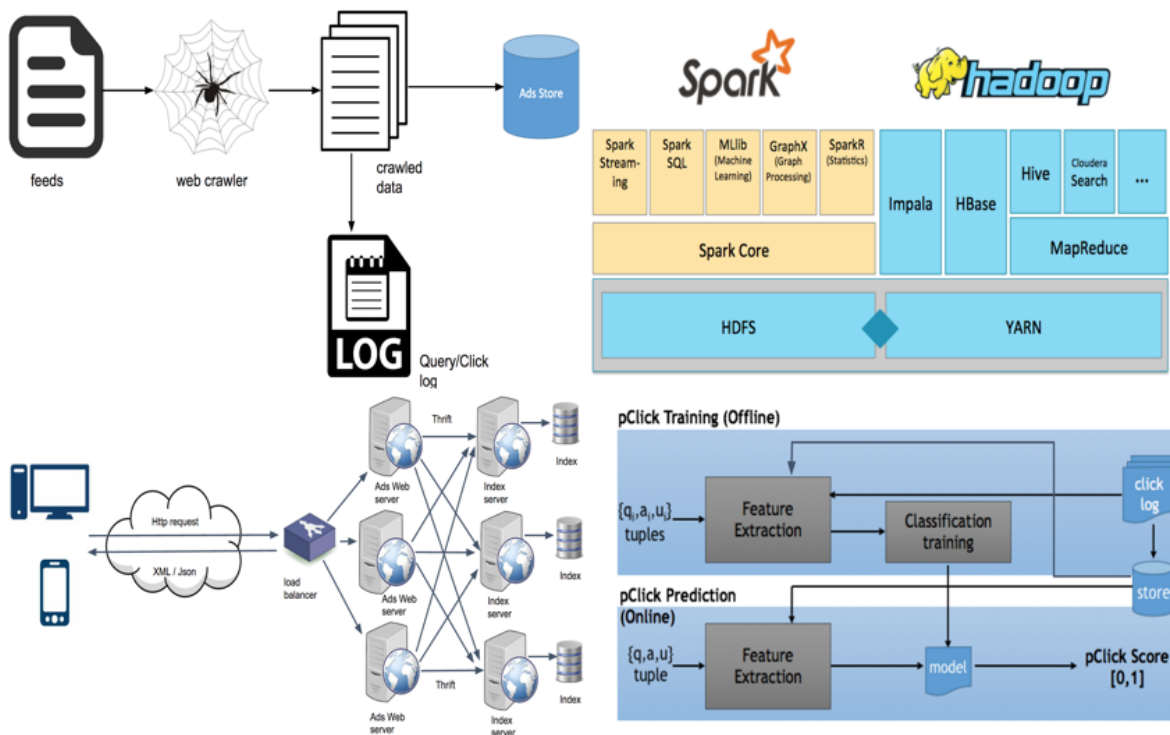 feeds
web crawler
crawled
data
Ads Store
LOG
Query/Click
log
Spark
hadoop
Spark
Stream-
ing
Spark
SQL
MLlib
(Machine
Learning)
GraphX
(Graph
Processing)
SparkR
(Statistics)
Impala
HBase
Hive
Cloudera
Search
...
Spark Core
MapReduce
HDFS
YARN
Http request
XML / Json
load
balancer
Ads Web
server
Ads Web
server
Ads Web
server
Thrift
Thrift
Index
server
Index
server
Index
server
Index
Index
Index
pClick Training (Offline)
{qᵢ,aᵢ,uᵢ}
tuples
Feature
Extraction
Classification
training
click
log
store
pClick Prediction
(Online)
{q,a,u}
tuple
Feature
Extraction
model
pClick Score
[0,1]